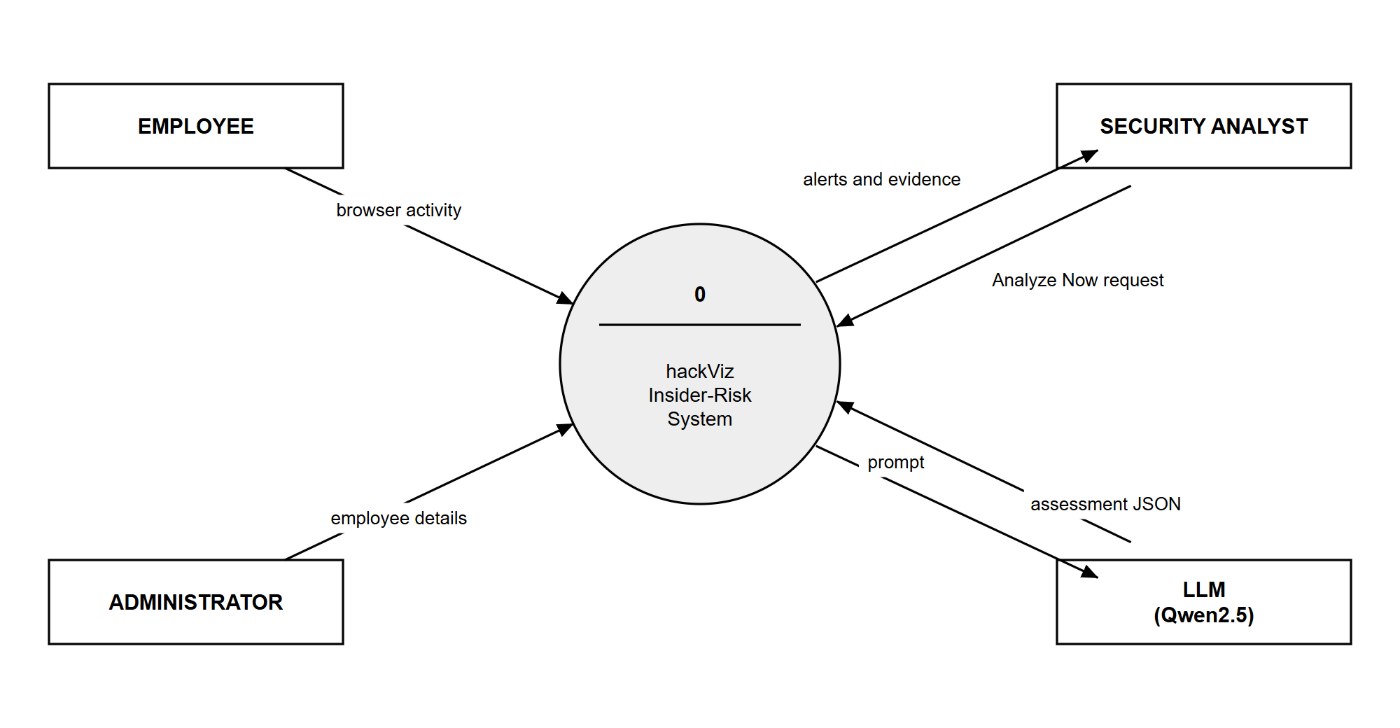 EMPLOYEE
SECURITY ANALYST
alerts and evidence
browser activity
Analyze Now request
0
hackViz
Insider-Risk
System
prompt
assessment JSON
employee details
ADMINISTRATOR
LLM
(Qwen2.5)